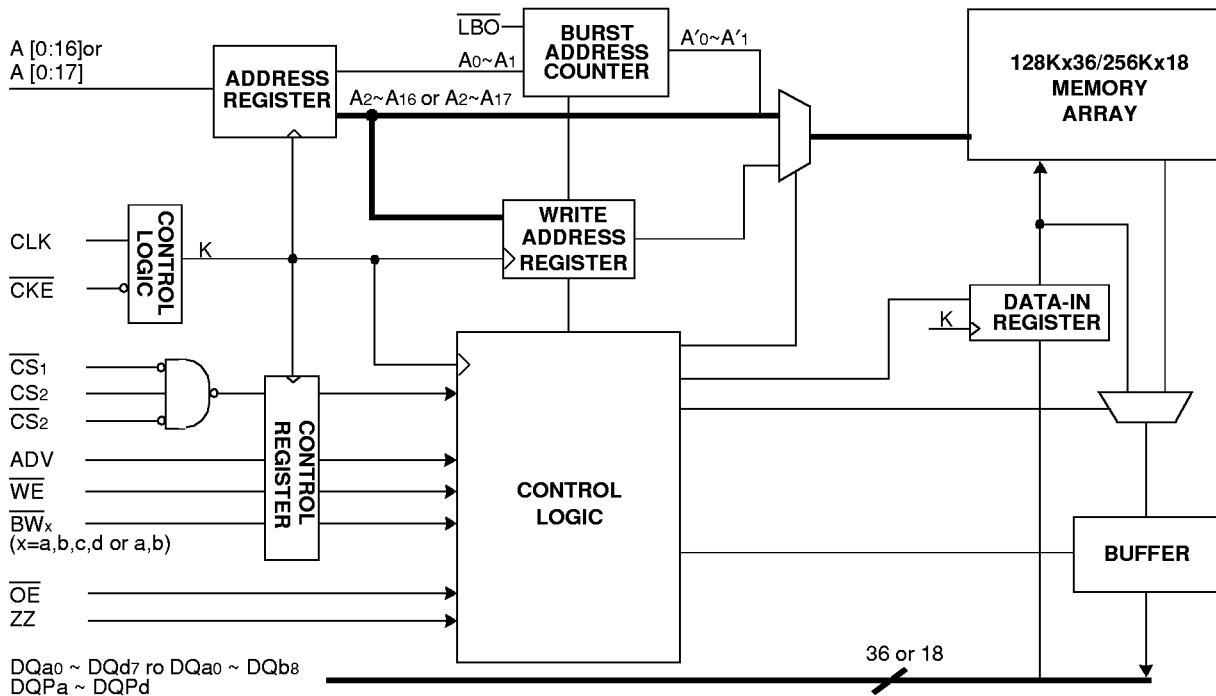 A [0:16]or
A [0:17]
ADDRESS
REGISTER
LBO
A0~A1
BURST
ADDRESS
COUNTER
A'0~A'1
A2~A16 or A2~A17
128Kx36/256Kx18
MEMORY
ARRAY
CLK
CKE
CONTROL
LOGIC
K
WRITE
ADDRESS
REGISTER
K
DATA-IN
REGISTER
CS1
CS2
CS2
ADV
WE
BWx
(x=a,b,c,d or a,b)
CONTROL
REGISTER
CONTROL
LOGIC
BUFFER
OE
ZZ
DQa0 ~ DQd7 ro DQa0 ~ DQb8
DQPa ~ DQPd
36 or 18